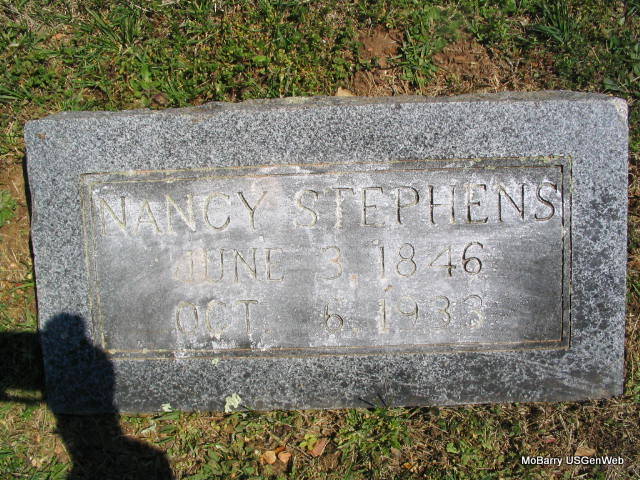 NANCY STEPHENS
JUNE 3, 1846
OCT. 6, 1933
MoBarry USGenWeb